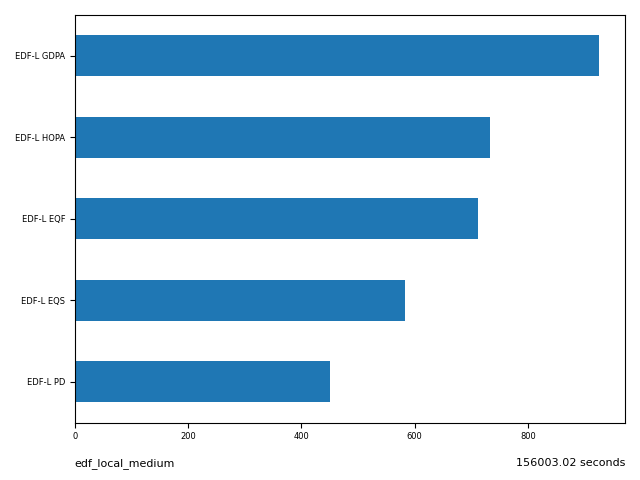 EDF-L GDPA
EDF-L HOPA
EDF-L EQF
EDF-L EQS
EDF-L PD
0 200 400 600 800
edf_local_medium 156003.02 seconds